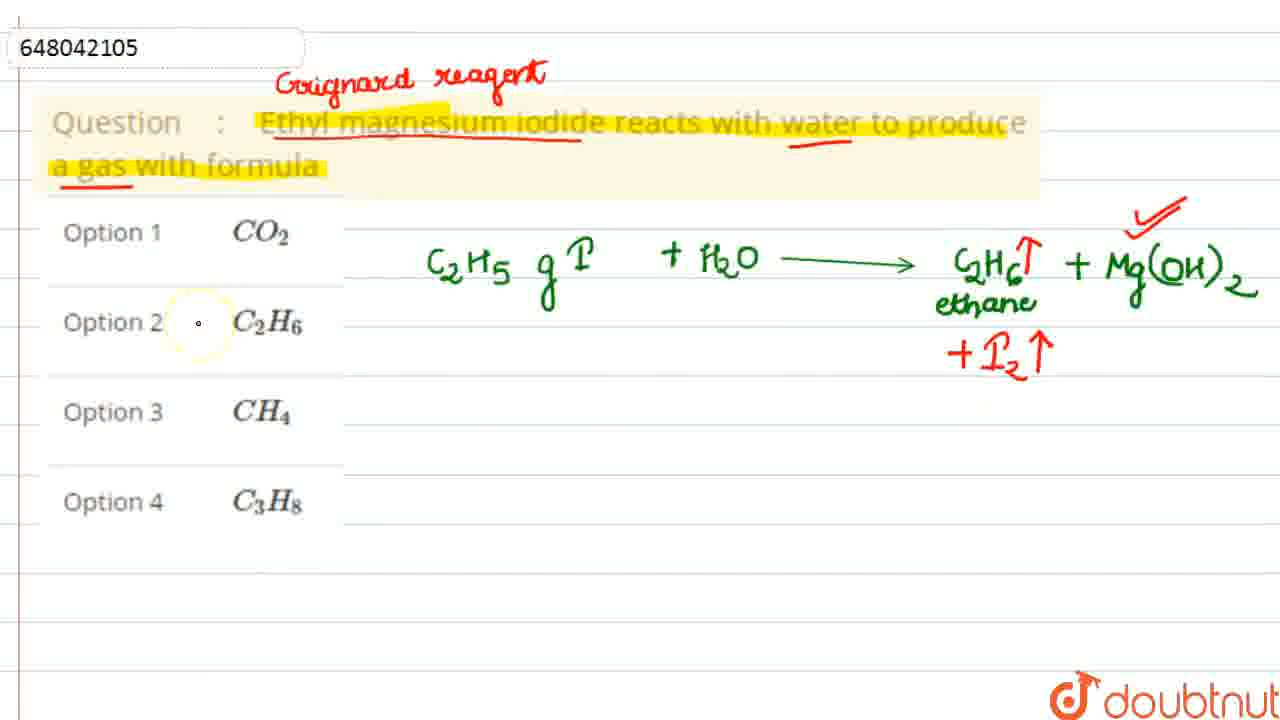 648042105
Grignard reagent
Question : Ethyl magnesium iodide reacts with water to produce
a gas with formula
Option 1 CO₂
C₂H₅ gI + H₂O ⟶ C₂H₆↑ + Mg(OH)₂
ethane
Option 2 C₂H₆
+ I₂↑
Option 3 CH₄
Option 4 C₃H₈
doubtnut